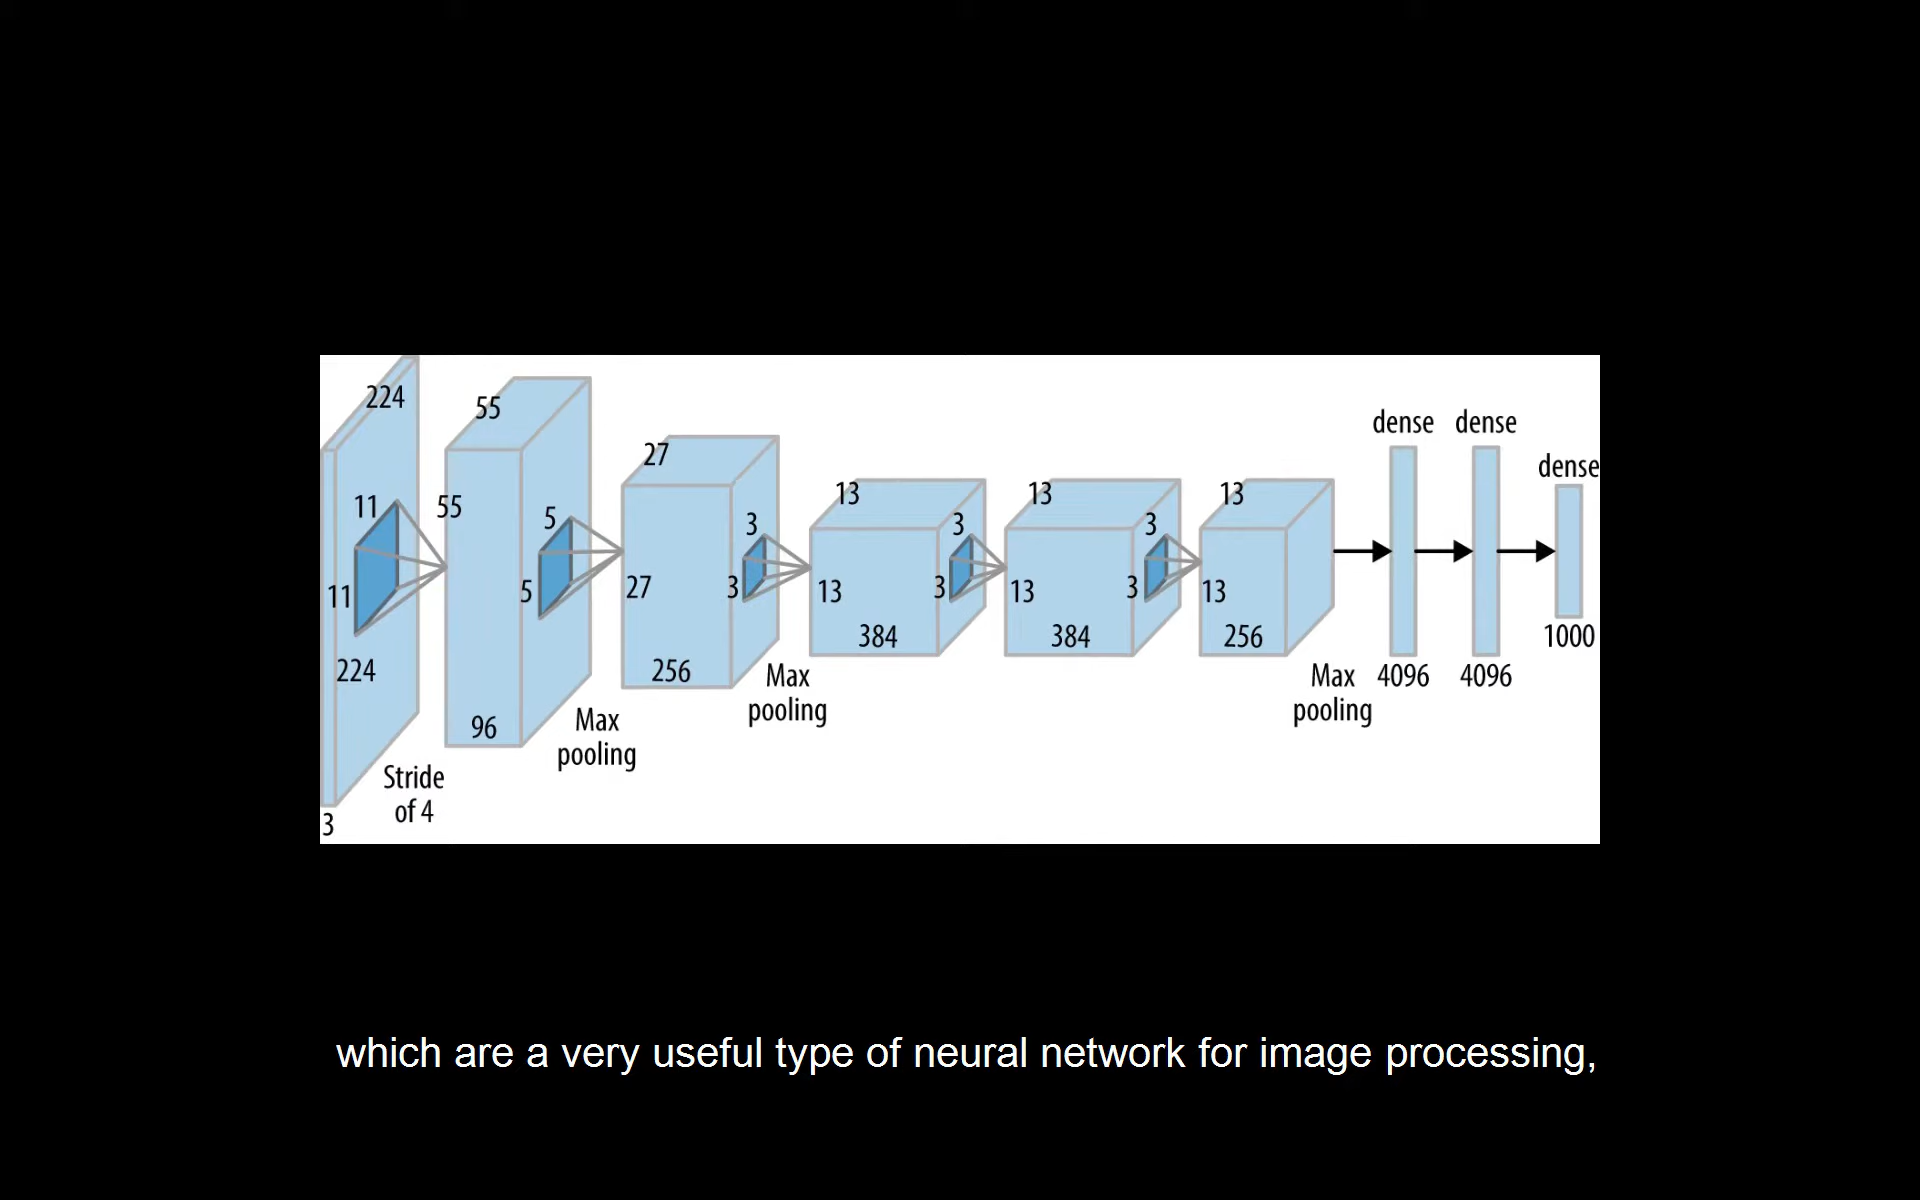 224
11
11
224
3
Stride
of 4
55
55
96
5
5
Max
pooling
27
27
256
3
3
Max
pooling
13
13
384
3
3
13
13
384
3
3
13
13
256
Max
pooling
dense
4096
dense
4096
dense
1000
which are a very useful type of neural network for image processing,